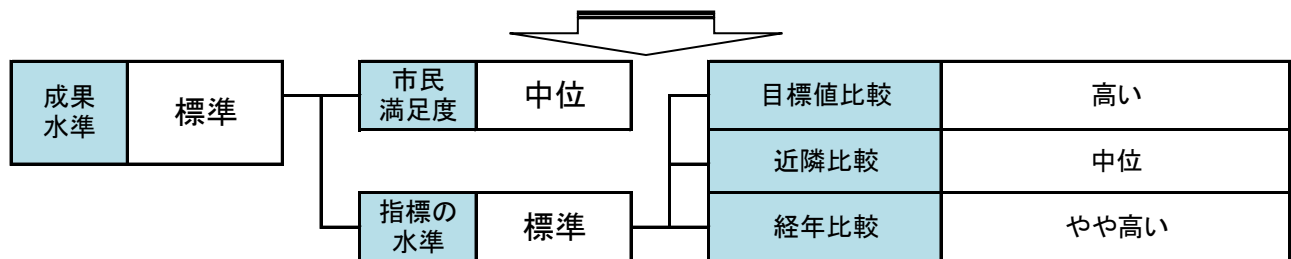 成果
水準
標準
市民
満足度
中位
指標の
水準
標準
目標値比較
高い
近隣比較
中位
経年比較
やや高い